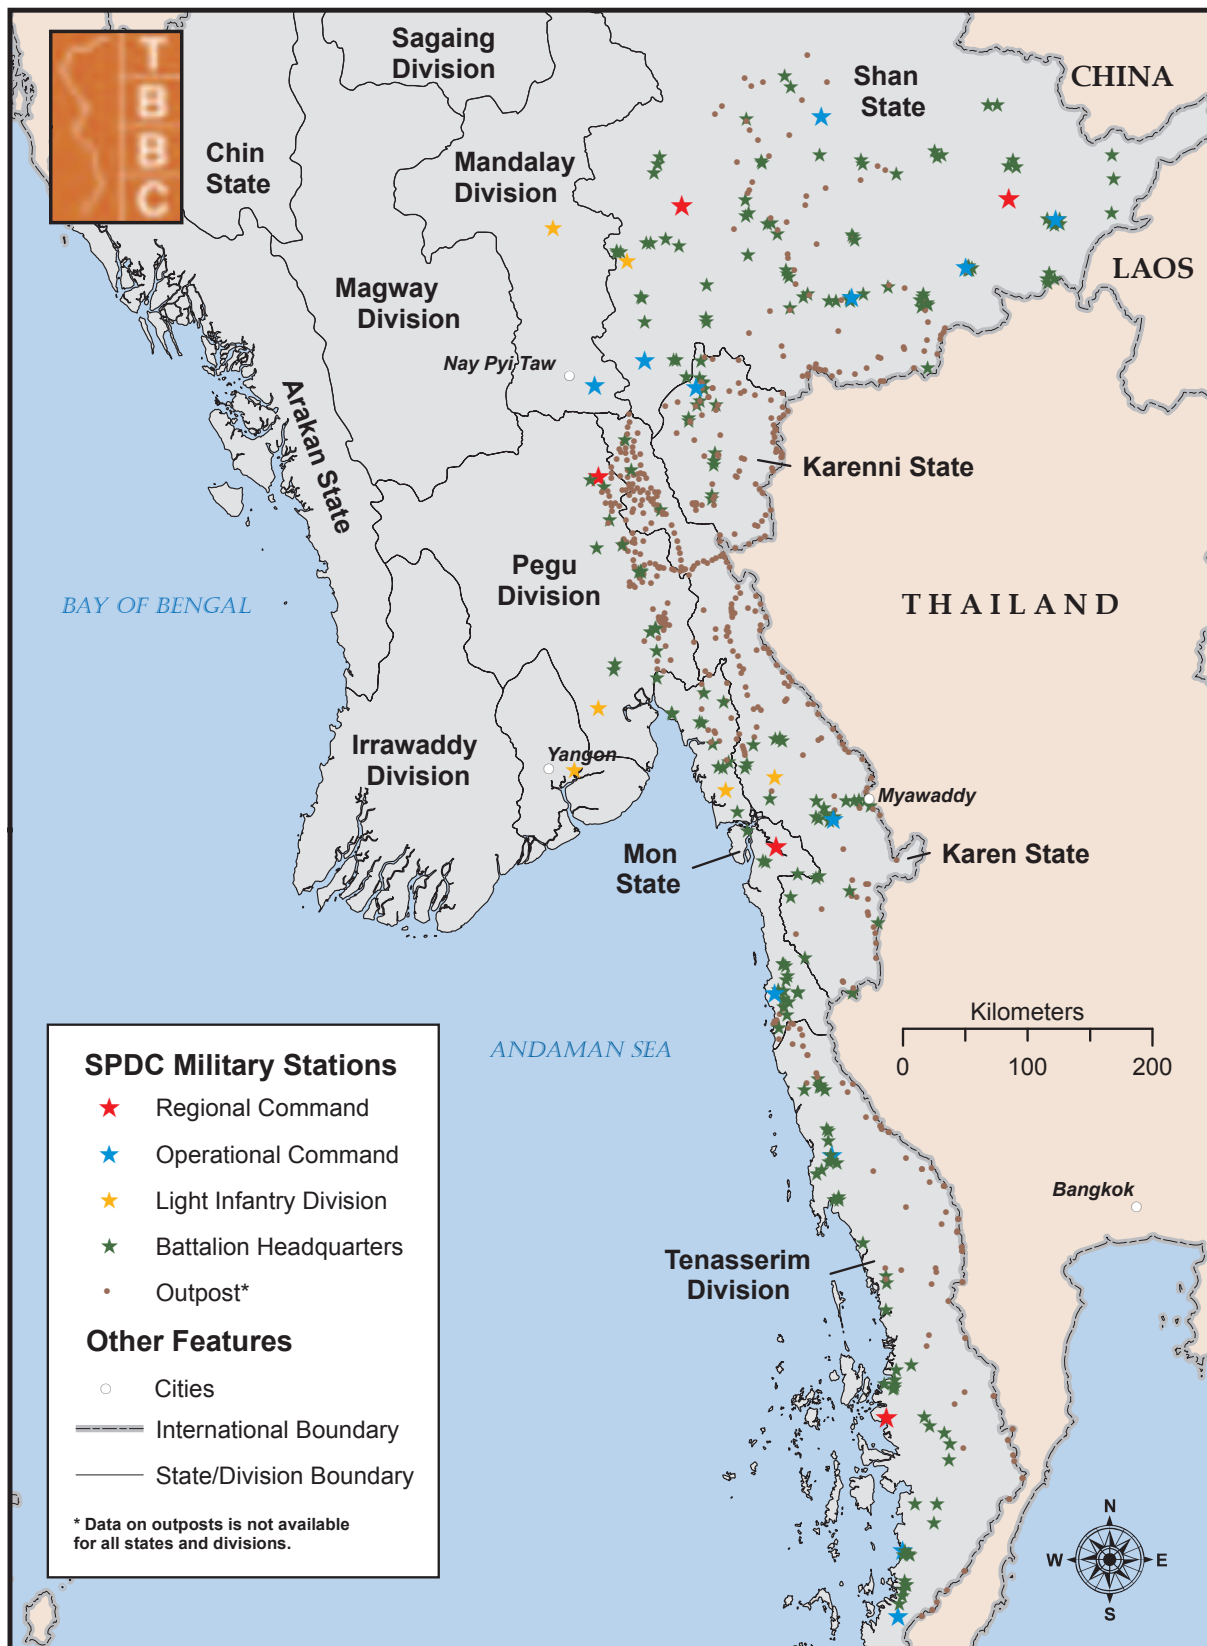 T
B
B
C
Sagaing
Division
Shan
State
CHINA
Chin
State
Mandalay
Division
LAOS
Magway
Division
Nay Pyi Taw
Arakan State
Karenni State
Pegu
Division
BAY OF BENGAL
THAILAND
Irrawaddy
Division
Yangon
Myawaddy
Mon
State
Karen State
Kilometers
0 100 200
ANDAMAN SEA
SPDC Military Stations
Regional Command
Operational Command
Light Infantry Division
Battalion Headquarters
Outpost*
Other Features
Cities
International Boundary
State/Division Boundary
* Data on outposts is not available
for all states and divisions.
Bangkok
Tenasserim
Division
N
W E
S